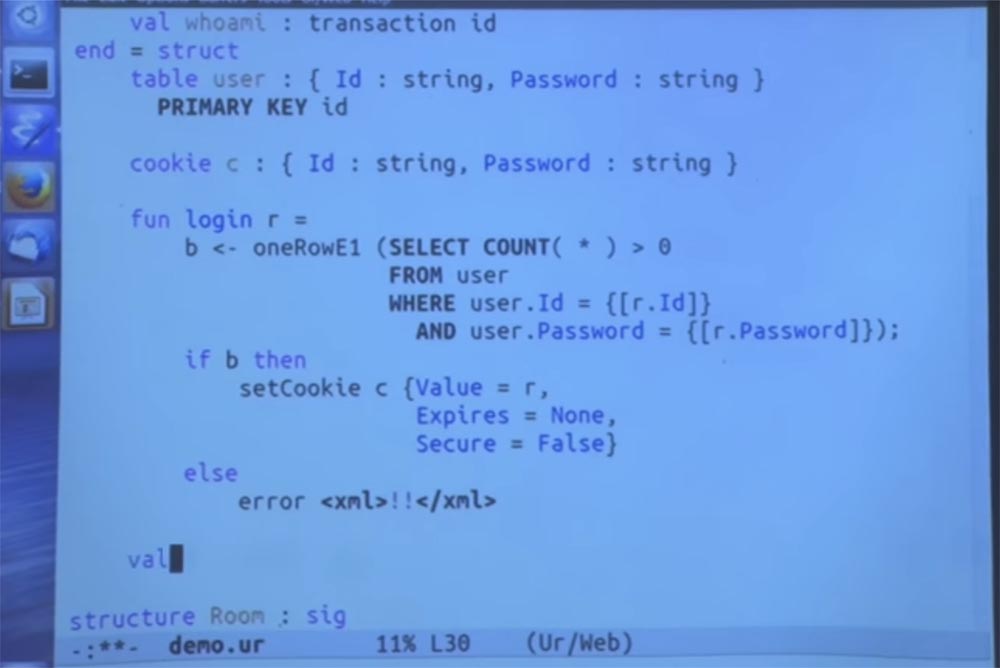 val whoami : transaction id
end = struct
table user : { Id : string, Password : string }
PRIMARY KEY id
cookie c : { Id : string, Password : string }
fun login r =
b <- oneRowE1 (SELECT COUNT( * ) > 0
FROM user
WHERE user.Id = {[r.Id]}
AND user.Password = {[r.Password]});
if b then
setCookie c {Value = r,
Expires = None,
Secure = False}
else
error <xml>!!</xml>
val
structure Room : sig
-:**- demo.ur 11% L30 (Ur/Web)